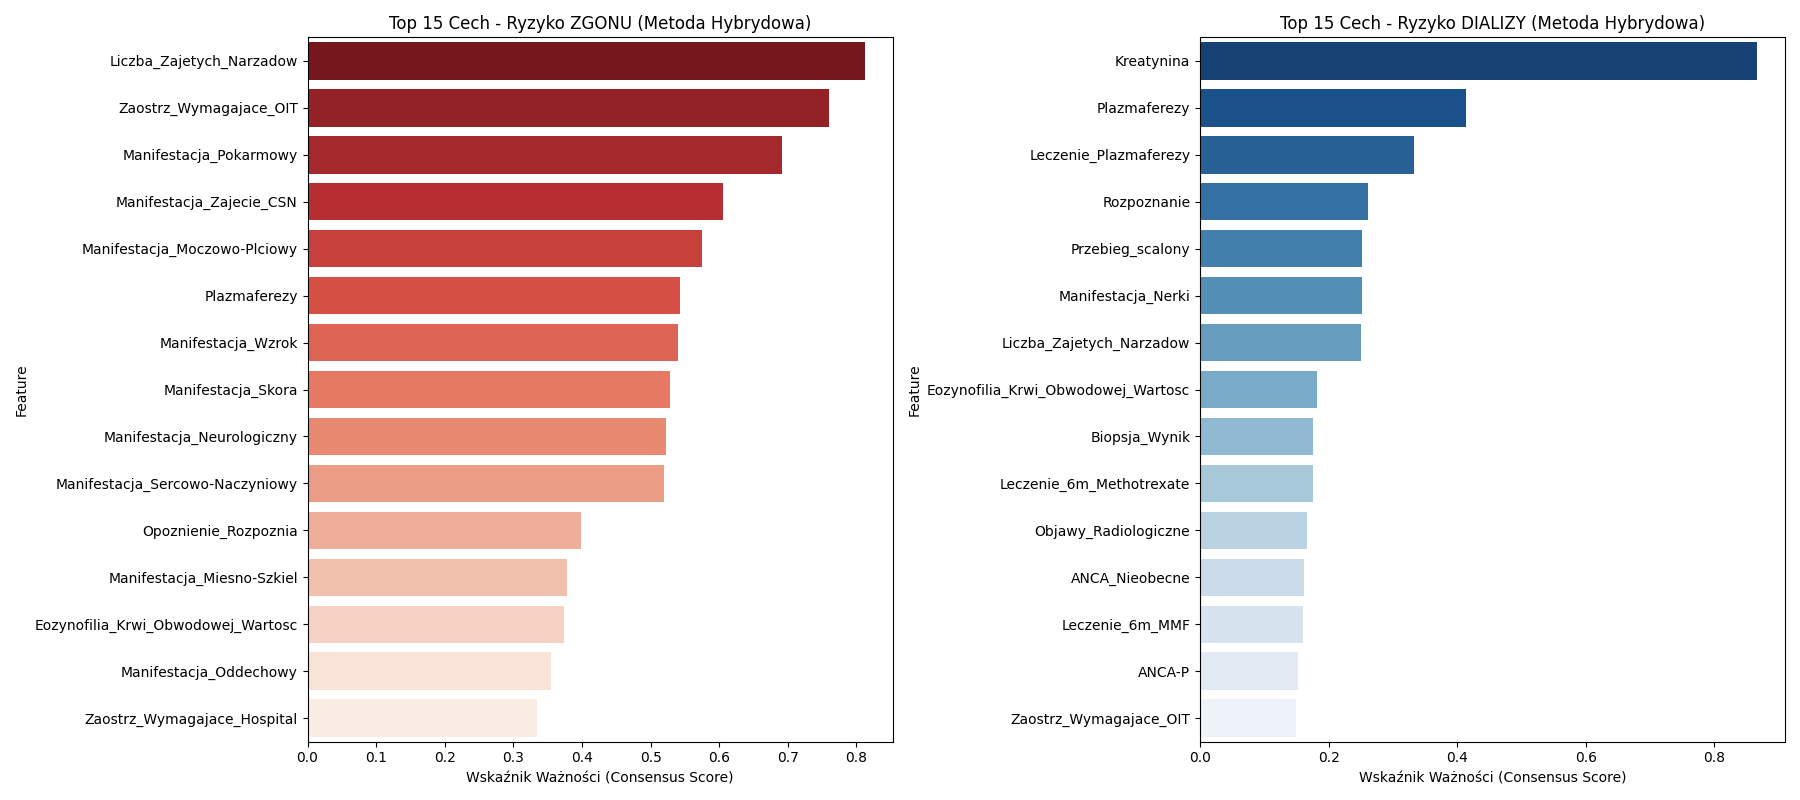 Top 15 Cech - Ryzyko ZGONU (Metoda Hybrydowa)
Feature
Liczba_Zajetych_Narzadow
Zaostrz_Wymagajace_OIT
Manifestacja_Pokarmowy
Manifestacja_Zajecie_CSN
Manifestacja_Moczowo-Plciowy
Plazmaferezy
Manifestacja_Wzrok
Manifestacja_Skora
Manifestacja_Neurologiczny
Manifestacja_Sercowo-Naczyniowy
Opoznienie_Rozpoznia
Manifestacja_Miesno-Szkiel
Eozynofilia_Krwi_Obwodowej_Wartosc
Manifestacja_Oddechowy
Zaostrz_Wymagajace_Hospital
0.0 0.1 0.2 0.3 0.4 0.5 0.6 0.7 0.8
Wskaźnik Ważności (Consensus Score)
Top 15 Cech - Ryzyko DIALIZY (Metoda Hybrydowa)
Feature
Kreatynina
Plazmaferezy
Leczenie_Plazmaferezy
Rozpoznanie
Przebieg_scalony
Manifestacja_Nerki
Liczba_Zajetych_Narzadow
Eozynofilia_Krwi_Obwodowej_Wartosc
Biopsja_Wynik
Leczenie_6m_Methotrexate
Objawy_Radiologiczne
ANCA_Nieobecne
Leczenie_6m_MMF
ANCA-P
Zaostrz_Wymagajace_OIT
0.0 0.2 0.4 0.6 0.8
Wskaźnik Ważności (Consensus Score)